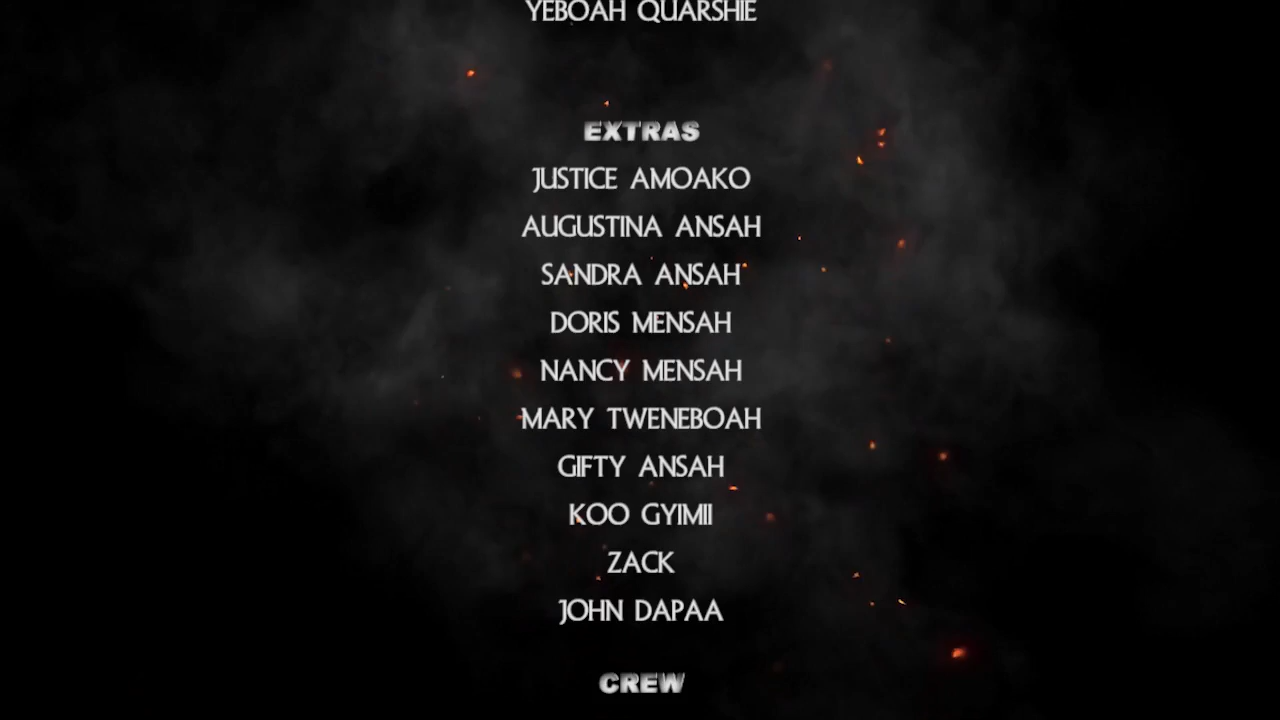 YEBOAH QUARSHIE
EXTRAS
JUSTICE AMOAKO
AUGUSTINA ANSAH
SANDRA ANSAH
DORIS MENSAH
NANCY MENSAH
MARY TWENEBOAH
GIFTY ANSAH
KOO GYIMII
ZACK
JOHN DAPAA
CREW